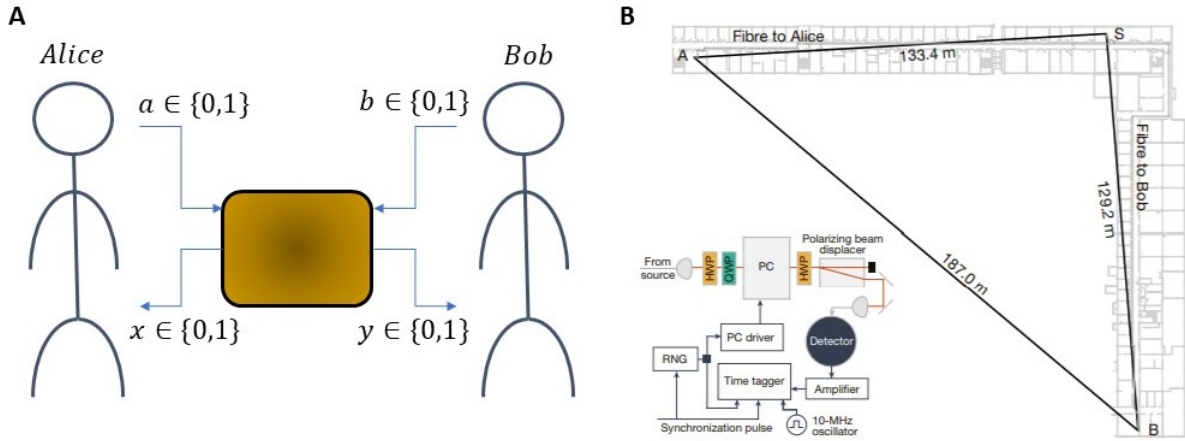 A
Alice
Bob
a ∈ {0,1}
b ∈ {0,1}
x ∈ {0,1}
y ∈ {0,1}
B
Fibre to Alice
S
A
133.4 m
Fibre to Bob
129.2 m
187.0 m
B
Polarizing beam
displacer
From
source
HWP
QWP
PC
HWP
PC driver
Detector
RNG
Time tagger
Amplifier
Synchronization pulse
10-MHz
oscillator